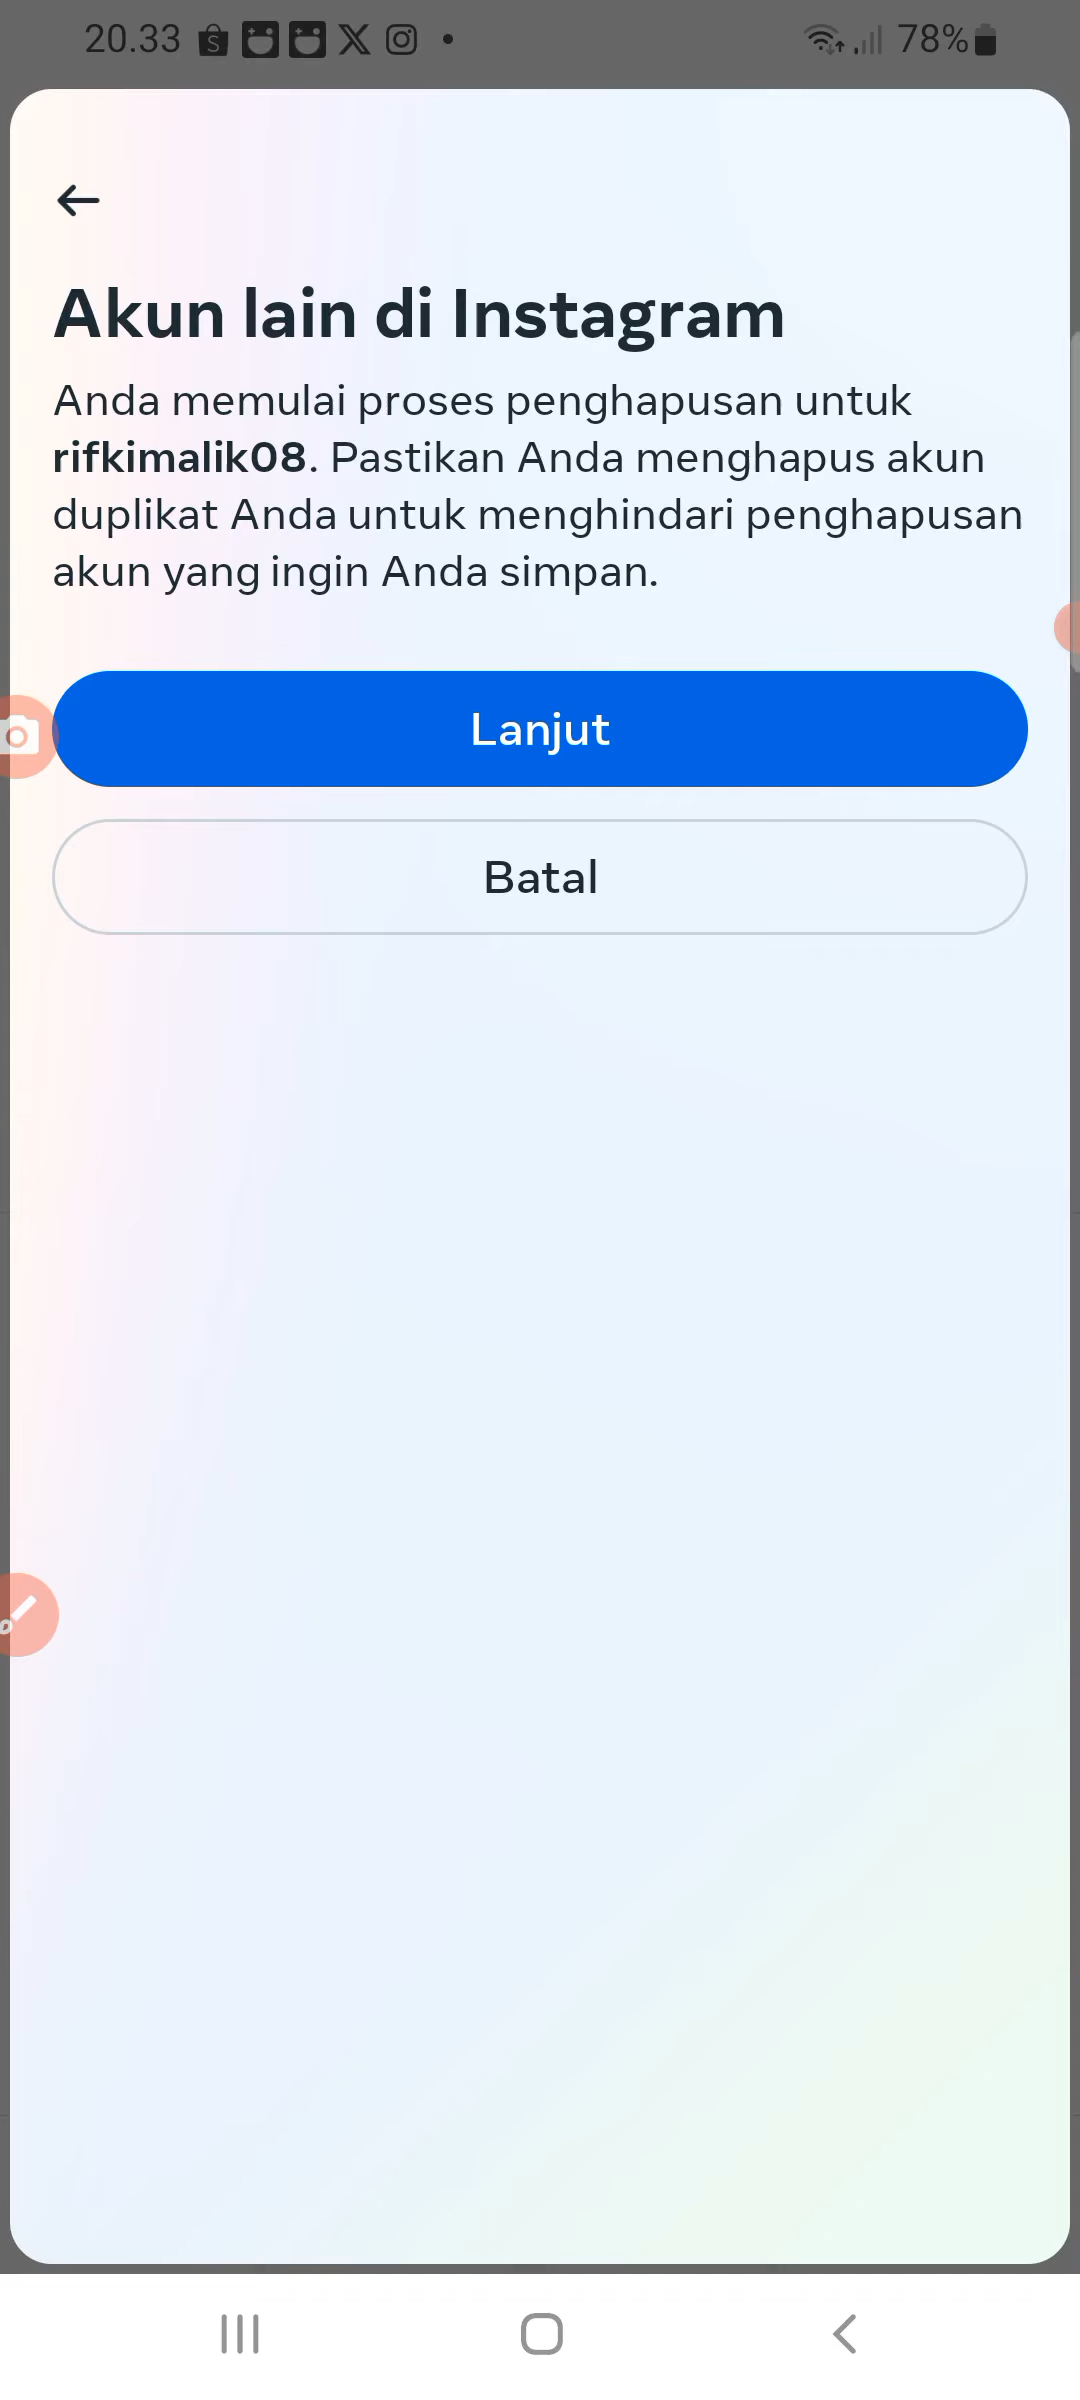 20.33
78%
Akun lain di Instagram
Anda memulai proses penghapusan untuk
rifkimalik08. Pastikan Anda menghapus akun
duplikat Anda untuk menghindari penghapusan
akun yang ingin Anda simpan.
Lanjut
Batal